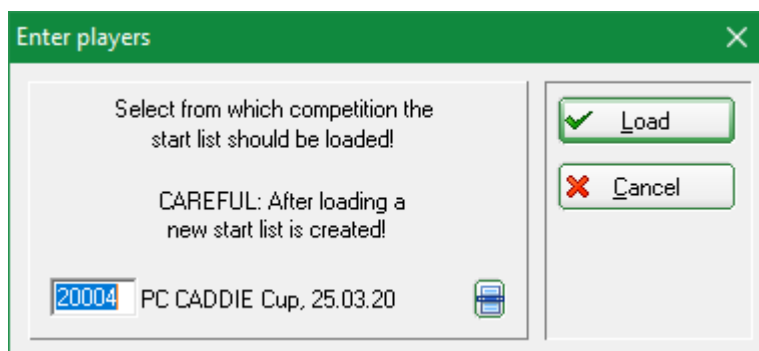 Enter players
Select from which competition the
start list should be loaded!
CAREFUL: After loading a
new start list is created!
20004 PC CADDIE Cup, 25.03.20
Load
Cancel